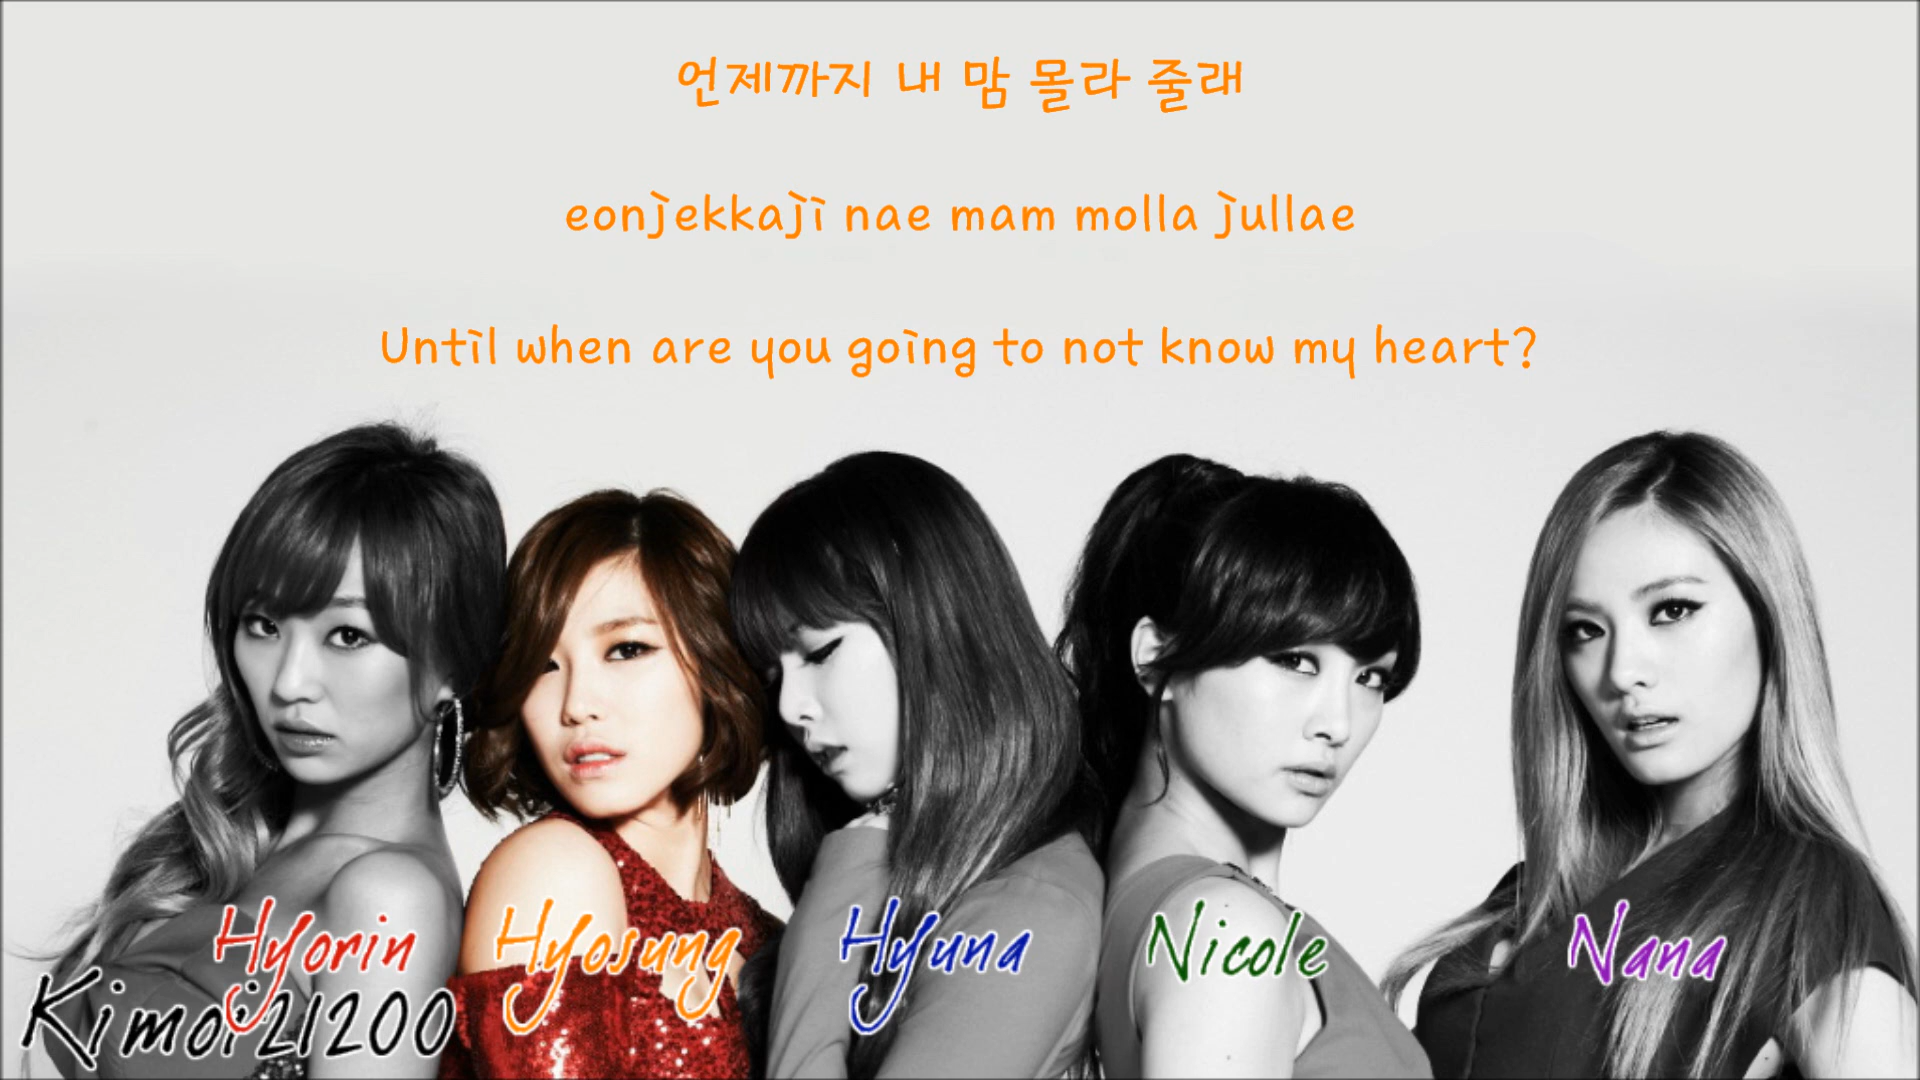 언제까지 내 맘 몰라 줄래
eonjekkaji nae mam molla jullae
Until when are you going to not know my heart?
Hyorin Hyosung Hyuna Nicole Nana
Kimoi21200